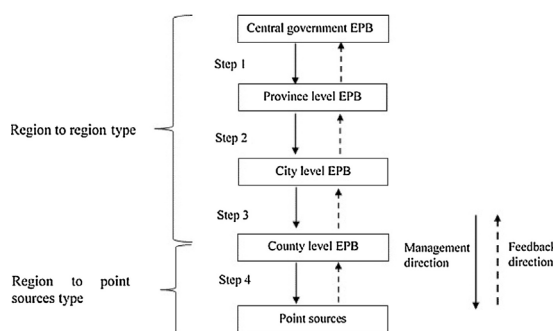 Central government EPB
Step 1
Province level EPB
Region to region type
Step 2
City level EPB
Step 3
County level EPB
Management
direction
Feedback
direction
Region to point
sources type
Step 4
Point sources